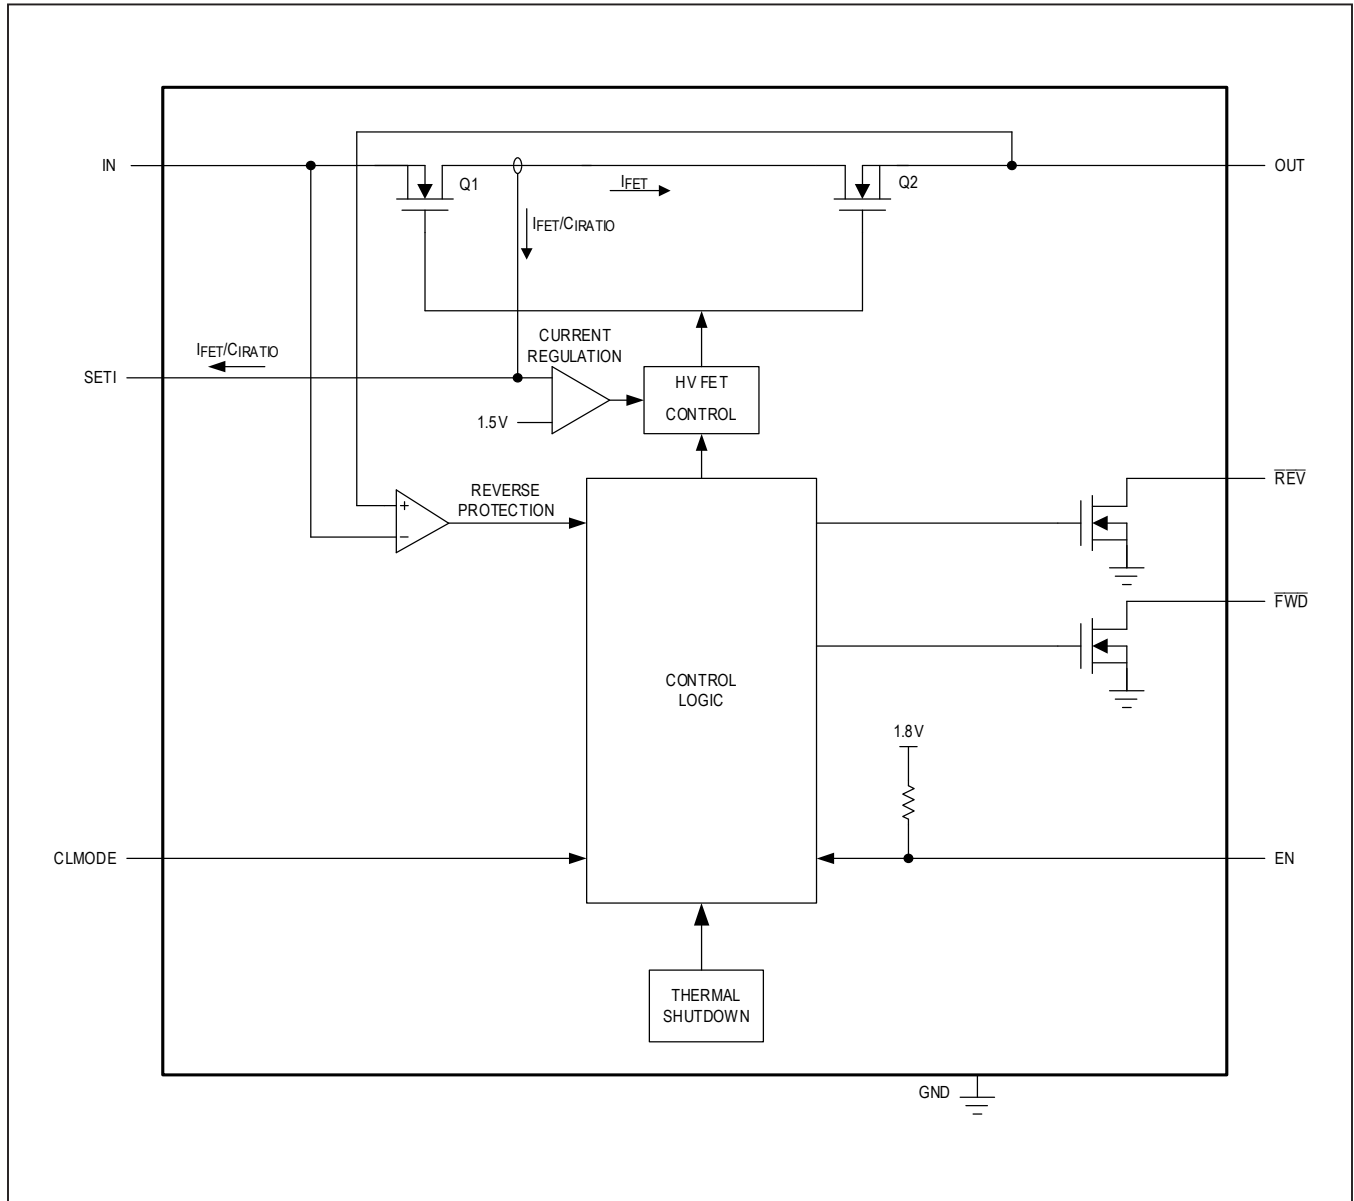 IN
Q1
IFET
Q2
OUT
IFET/CIRATIO
IFET/CIRATIO
SETI
CURRENT
REGULATION
1.5V
HV FET
CONTROL
REVERSE
PROTECTION
REV
FWD
CONTROL
LOGIC
1.8V
CLMODE
EN
THERMAL
SHUTDOWN
GND